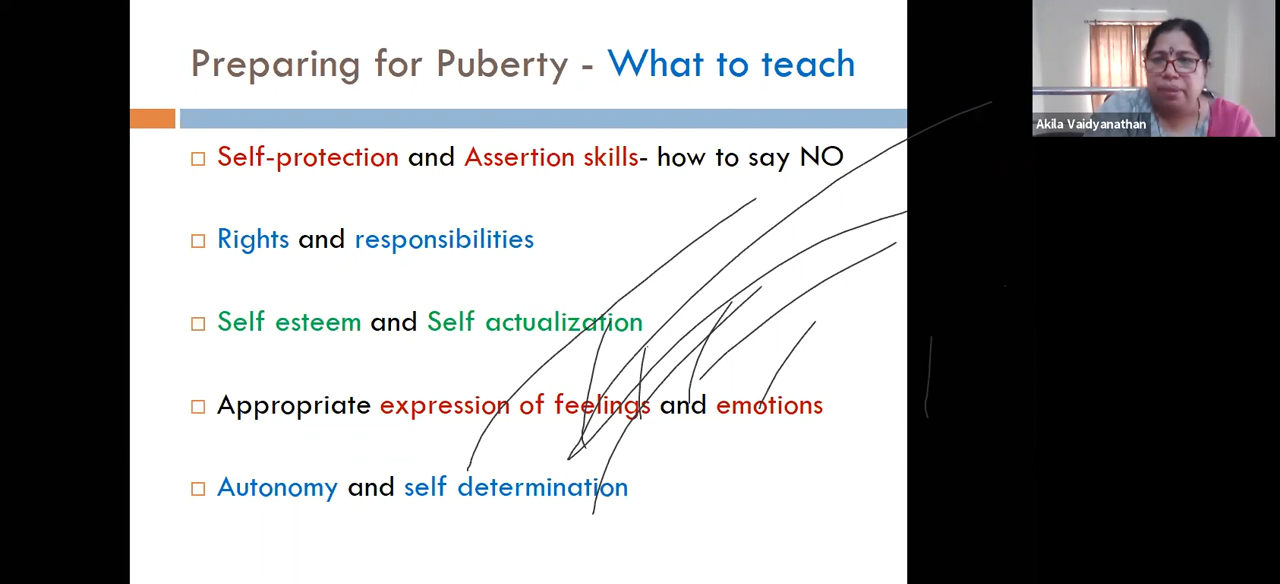 Preparing for Puberty - What to teach
Self-protection and Assertion skills- how to say NO
Rights and responsibilities
Self esteem and Self actualization
Appropriate expression of feelings and emotions
Autonomy and self determination
Akila Vaidyanathan